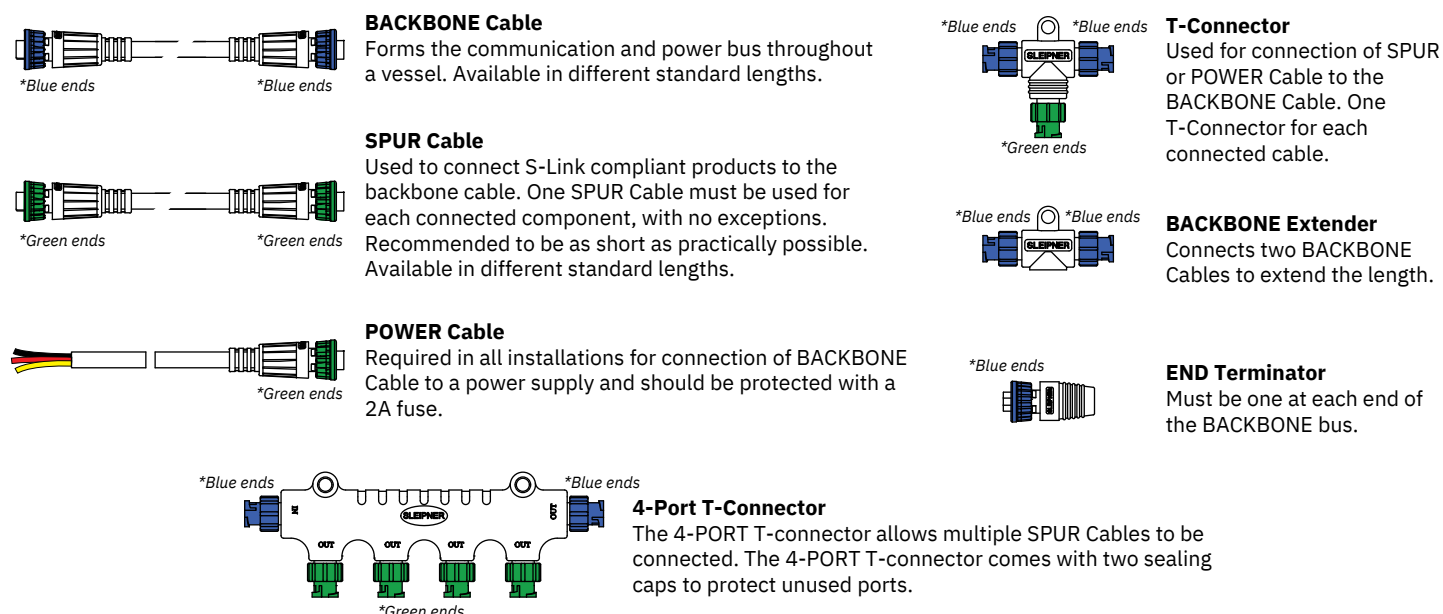 BACKBONE Cable
Forms the communication and power bus throughout
a vessel. Available in different standard lengths.
*Blue ends
*Blue ends
SPUR Cable
Used to connect S-Link compliant products to the
backbone cable. One SPUR Cable must be used for
each connected component, with no exceptions.
Recommended to be as short as practically possible.
Available in different standard lengths.
*Green ends
*Green ends
POWER Cable
Required in all installations for connection of BACKBONE
Cable to a power supply and should be protected with a
2A fuse.
*Green ends
*Blue ends
*Blue ends
SLEIPNER
*Green ends
T-Connector
Used for connection of SPUR
or POWER Cable to the
BACKBONE Cable. One
T-Connector for each
connected cable.
*Blue ends
*Blue ends
SLEIPNER
BACKBONE Extender
Connects two BACKBONE
Cables to extend the length.
*Blue ends
SLEIPNER
END Terminator
Must be one at each end of
the BACKBONE bus.
*Blue ends
*Blue ends
IN
SLEIPNER
OUT
OUT
OUT
OUT
OUT
*Green ends
4-Port T-Connector
The 4-PORT T-connector allows multiple SPUR Cables to be
connected. The 4-PORT T-connector comes with two sealing
caps to protect unused ports.